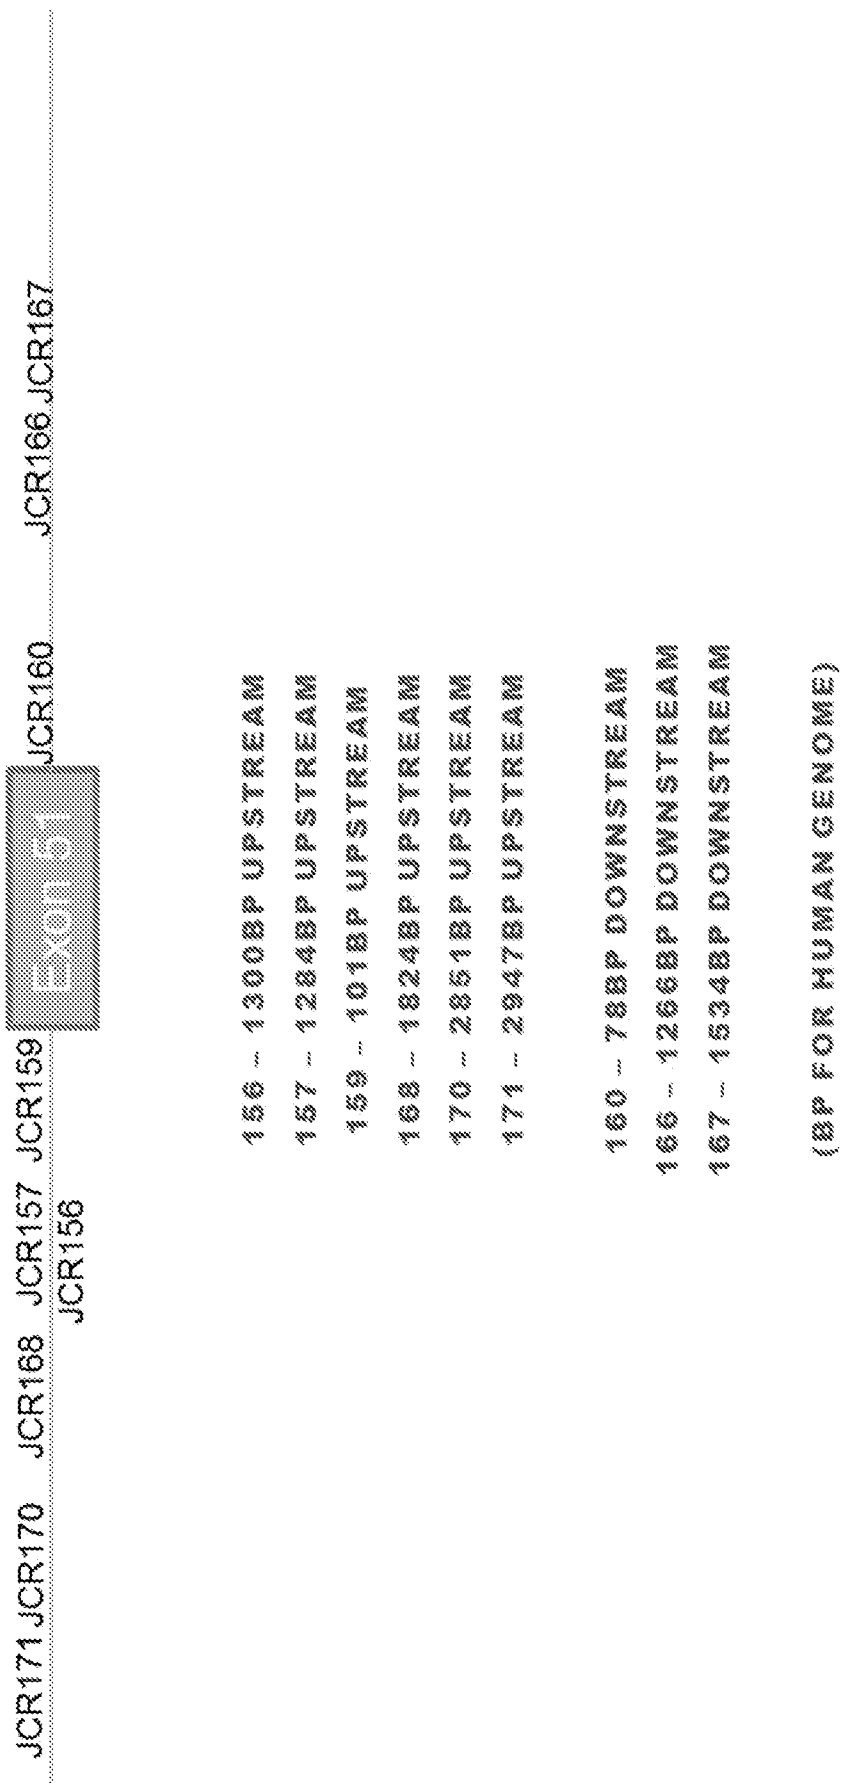 JCR171 JCR170 JCR168 JCR157 JCR159 Exon 51 JCR160 JCR166 JCR167
JCR156
156 – 1300BP UPSTREAM
157 – 1284BP UPSTREAM
159 – 101BP UPSTREAM
168 – 1824BP UPSTREAM
170 – 2851BP UPSTREAM
171 – 2947BP UPSTREAM
160 – 78BP DOWNSTREAM
166 – 1266BP DOWNSTREAM
167 – 1534BP DOWNSTREAM
(BP FOR HUMAN GENOME)